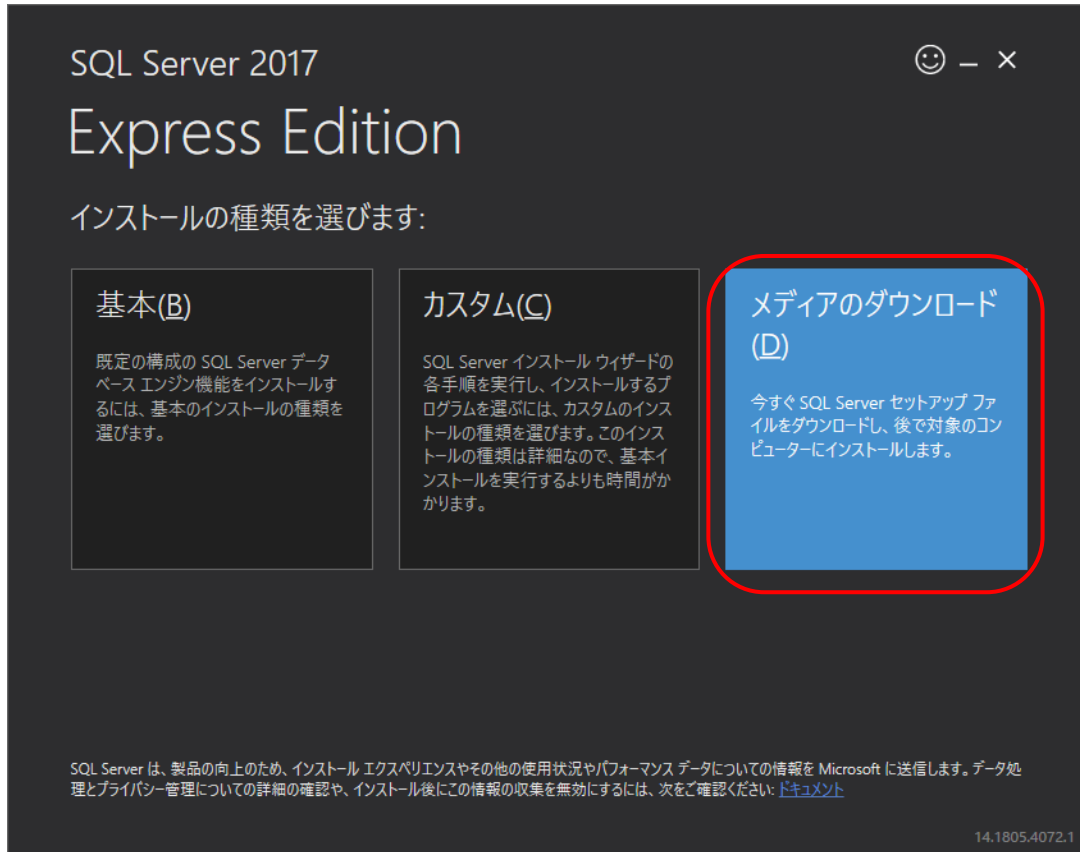 SQL Server 2017
Express Edition
インストールの種類を選びます:
基本(B)
既定の構成の SQL Server データ
ベース エンジン機能をインストールす
るには、基本のインストールの種類を
選びます。
カスタム(C)
SQL Server インストール ウィザードの
各手順を実行し、インストールするプ
ログラムを選ぶには、カスタムのインス
トールの種類を選びます。このインス
トールの種類は詳細なので、基本イ
ンストールを実行するよりも時間がか
かります。
メディアのダウンロード
(D)
今すぐ SQL Server セットアップ ファ
イルをダウンロードし、後で対象のコン
ピューターにインストールします。
SQL Server は、製品の向上のため、インストール エクスペリエンスやその他の使用状況やパフォーマンス データについての情報を Microsoft に送信します。データ処
理とプライバシー管理についての詳細の確認や、インストール後にこの情報の収集を無効にするには、次をご確認ください: ドキュメント
14.1805.4072.1